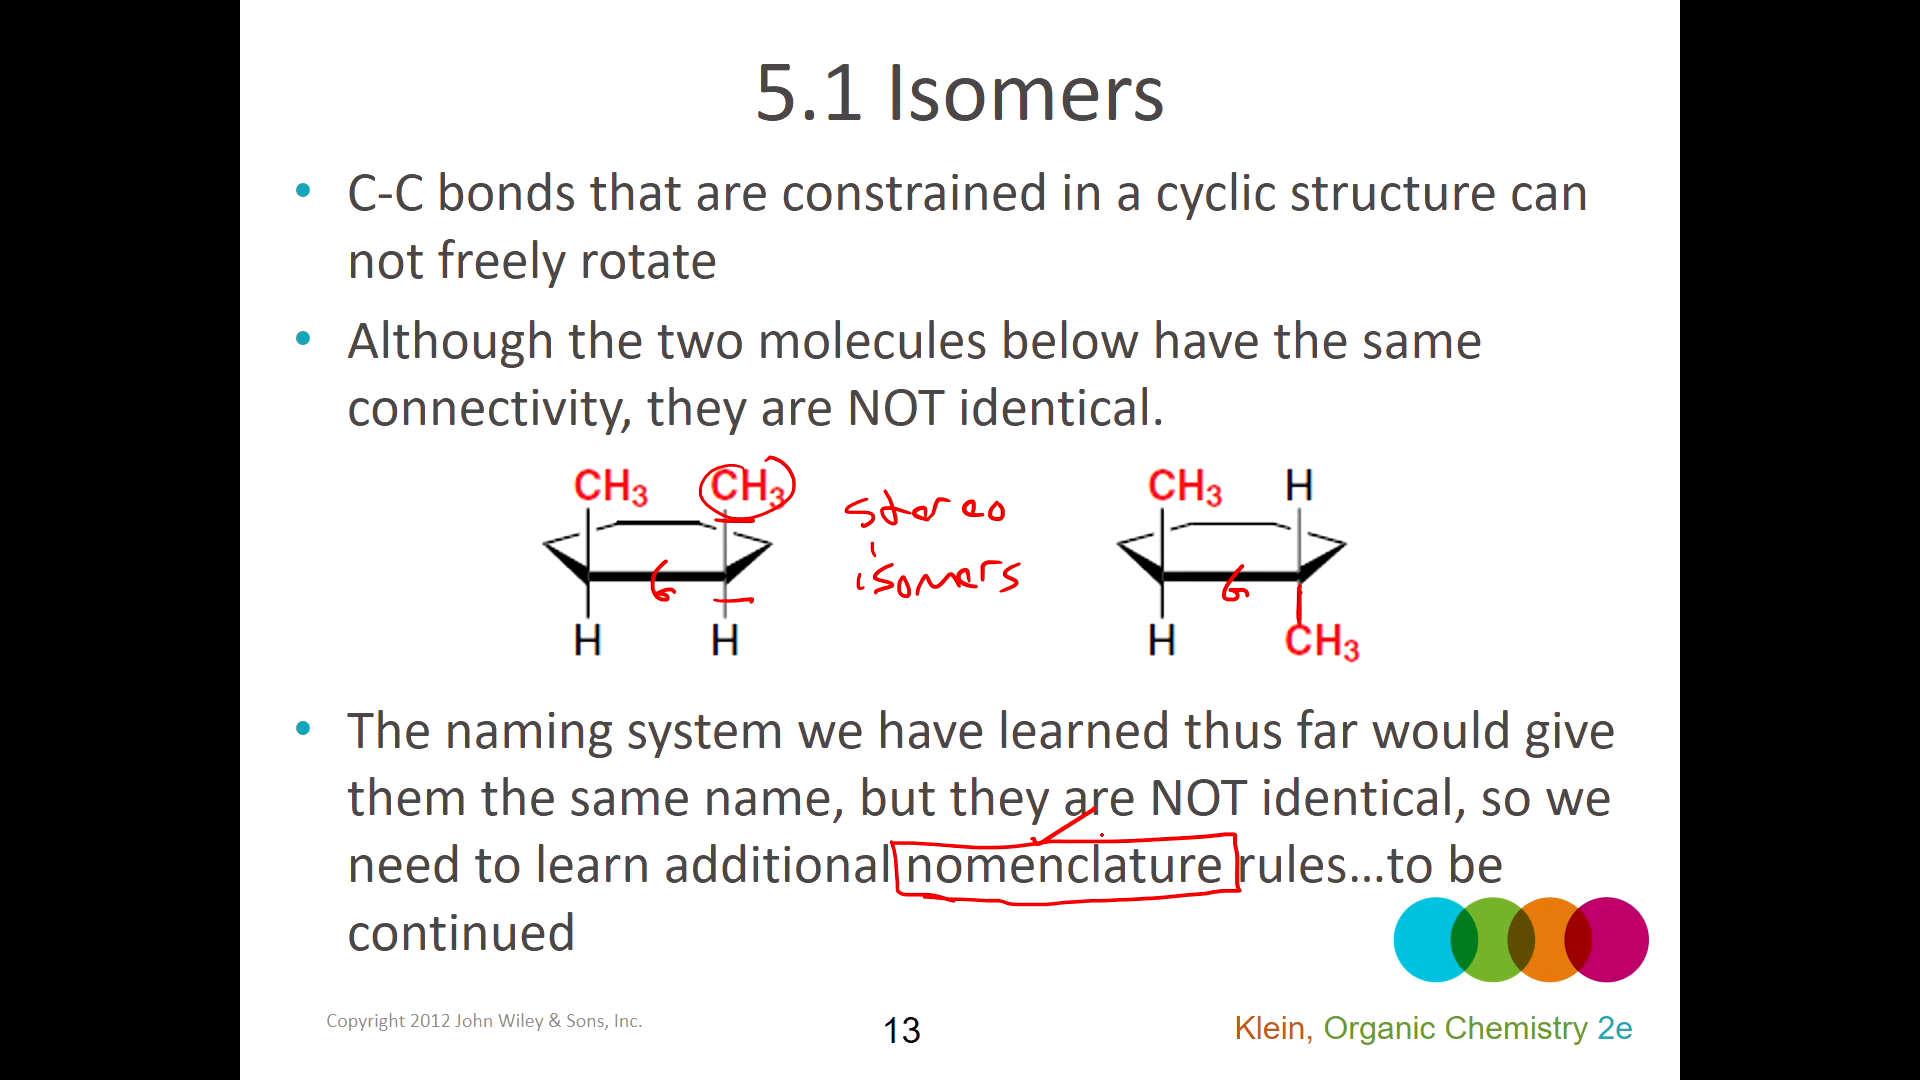 5.1 Isomers
• C-C bonds that are constrained in a cyclic structure can
not freely rotate
• Although the two molecules below have the same
connectivity, they are NOT identical.
CH₃ CH₃
H H
stereo
isomers
CH₃ H
H CH₃
• The naming system we have learned thus far would give
them the same name, but they are NOT identical, so we
need to learn additional nomenclature rules…to be
continued
Copyright 2012 John Wiley & Sons, Inc.
13
Klein, Organic Chemistry 2e